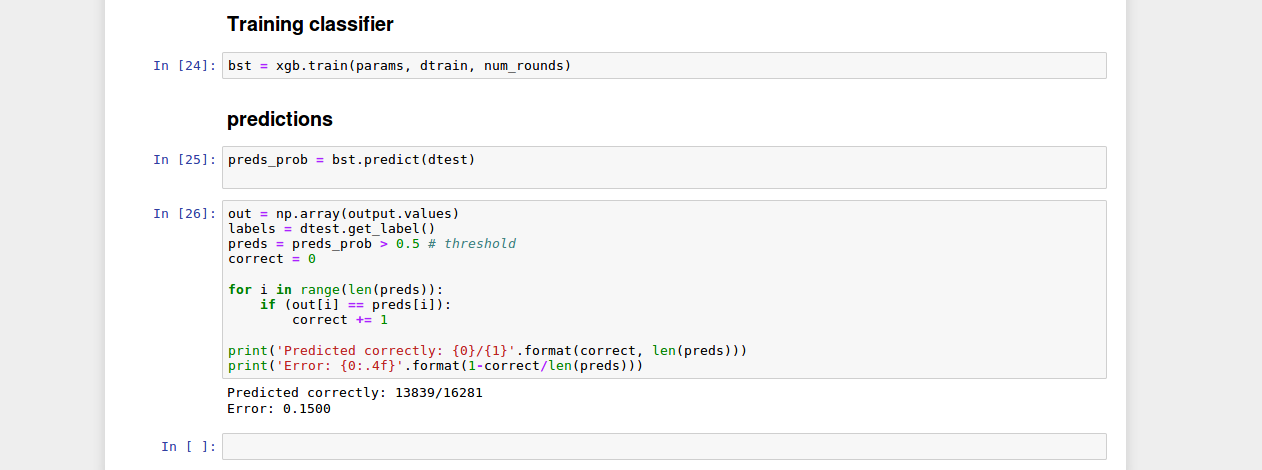 Training classifier
In [24]: bst = xgb.train(params, dtrain, num_rounds)
predictions
In [25]: preds_prob = bst.predict(dtest)
In [26]: out = np.array(output.values)
labels = dtest.get_label()
preds = preds_prob > 0.5 # threshold
correct = 0
for i in range(len(preds)):
    if (out[i] == preds[i]):
        correct += 1
print('Predicted correctly: {0}/{1}'.format(correct, len(preds)))
print('Error: {0:.4f}'.format(1-correct/len(preds)))
Predicted correctly: 13839/16281
Error: 0.1500
In [ ]: